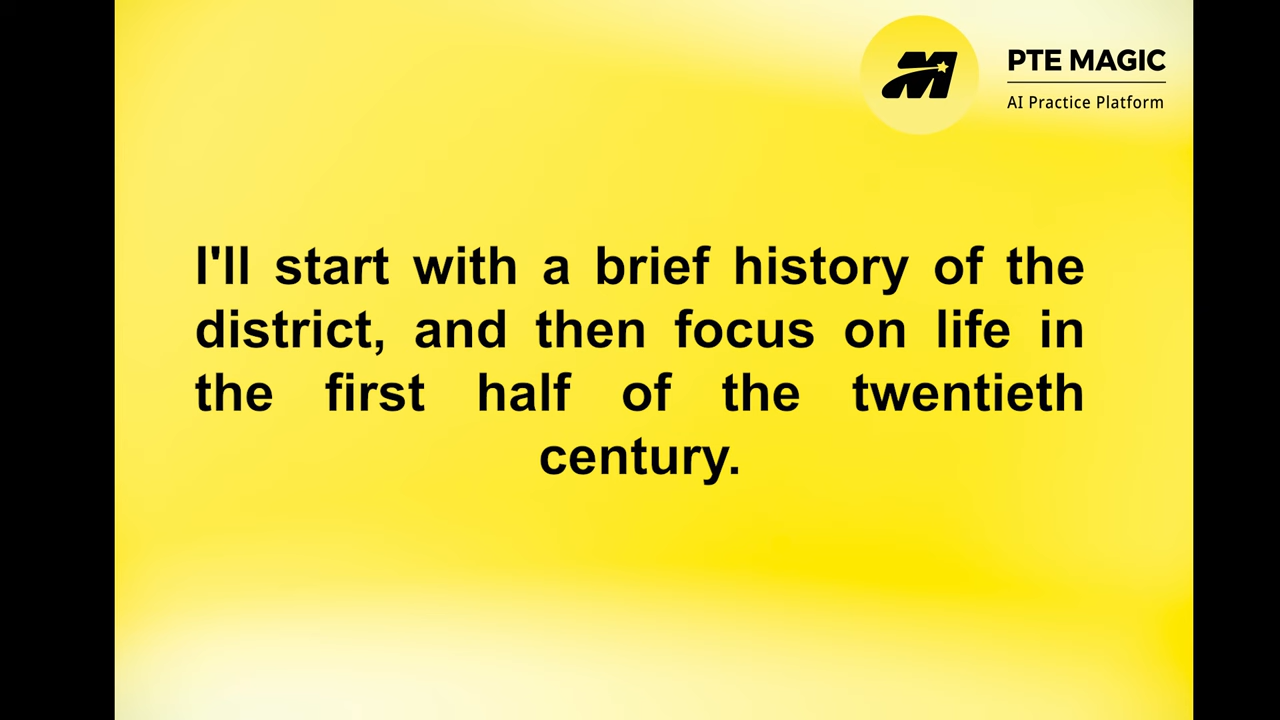 PTE MAGIC
AI Practice Platform
I'll start with a brief history of the
district, and then focus on life in
the first half of the twentieth
century.